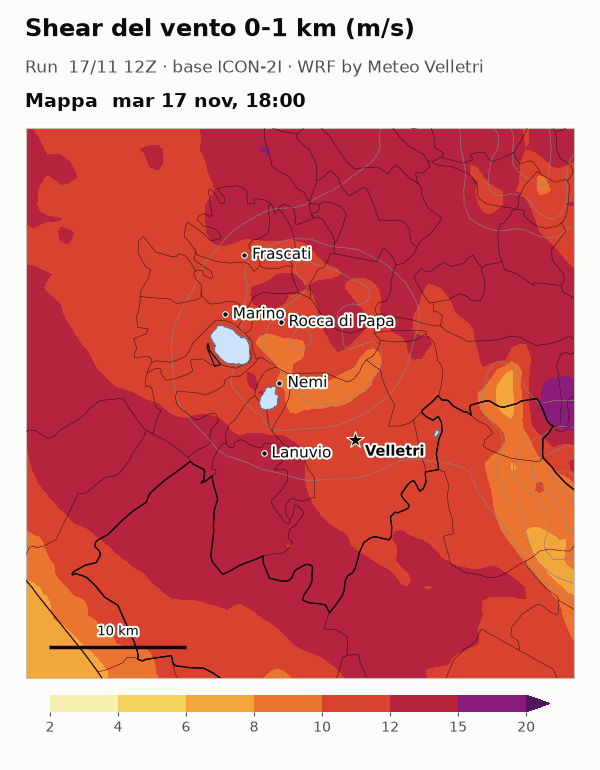 Shear del vento 0-1 km (m/s)
Run 17/11 12Z · base ICON-2I · WRF by Meteo Velletri
Mappa mar 17 nov, 18:00
Frascati
Marino
Rocca di Papa
Nemi
Velletri
Lanuvio
10 km
2 4 6 8 10 12 15 20